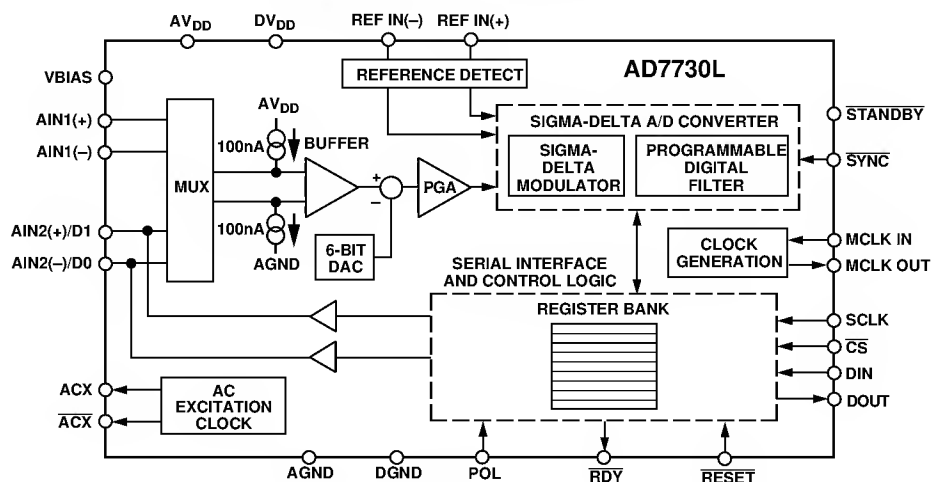 AVDD DVDD REF IN(–) REF IN(+)
REFERENCE DETECT
AD7730L
VBIAS
AIN1(+)
AIN1(–)
AIN2(+)/D1
AIN2(–)/D0
MUX
AVDD
100nA
BUFFER
100nA
AGND
+
–
6-BIT
DAC
PGA
SIGMA-DELTA A/D CONVERTER
SIGMA-
DELTA
MODULATOR
PROGRAMMABLE
DIGITAL
FILTER
STANDBY
SYNC
CLOCK
GENERATION
MCLK IN
MCLK OUT
SERIAL INTERFACE
AND CONTROL LOGIC
REGISTER BANK
SCLK
CS
DIN
DOUT
ACX
ACX
AC
EXCITATION
CLOCK
AGND DGND POL RDY RESET